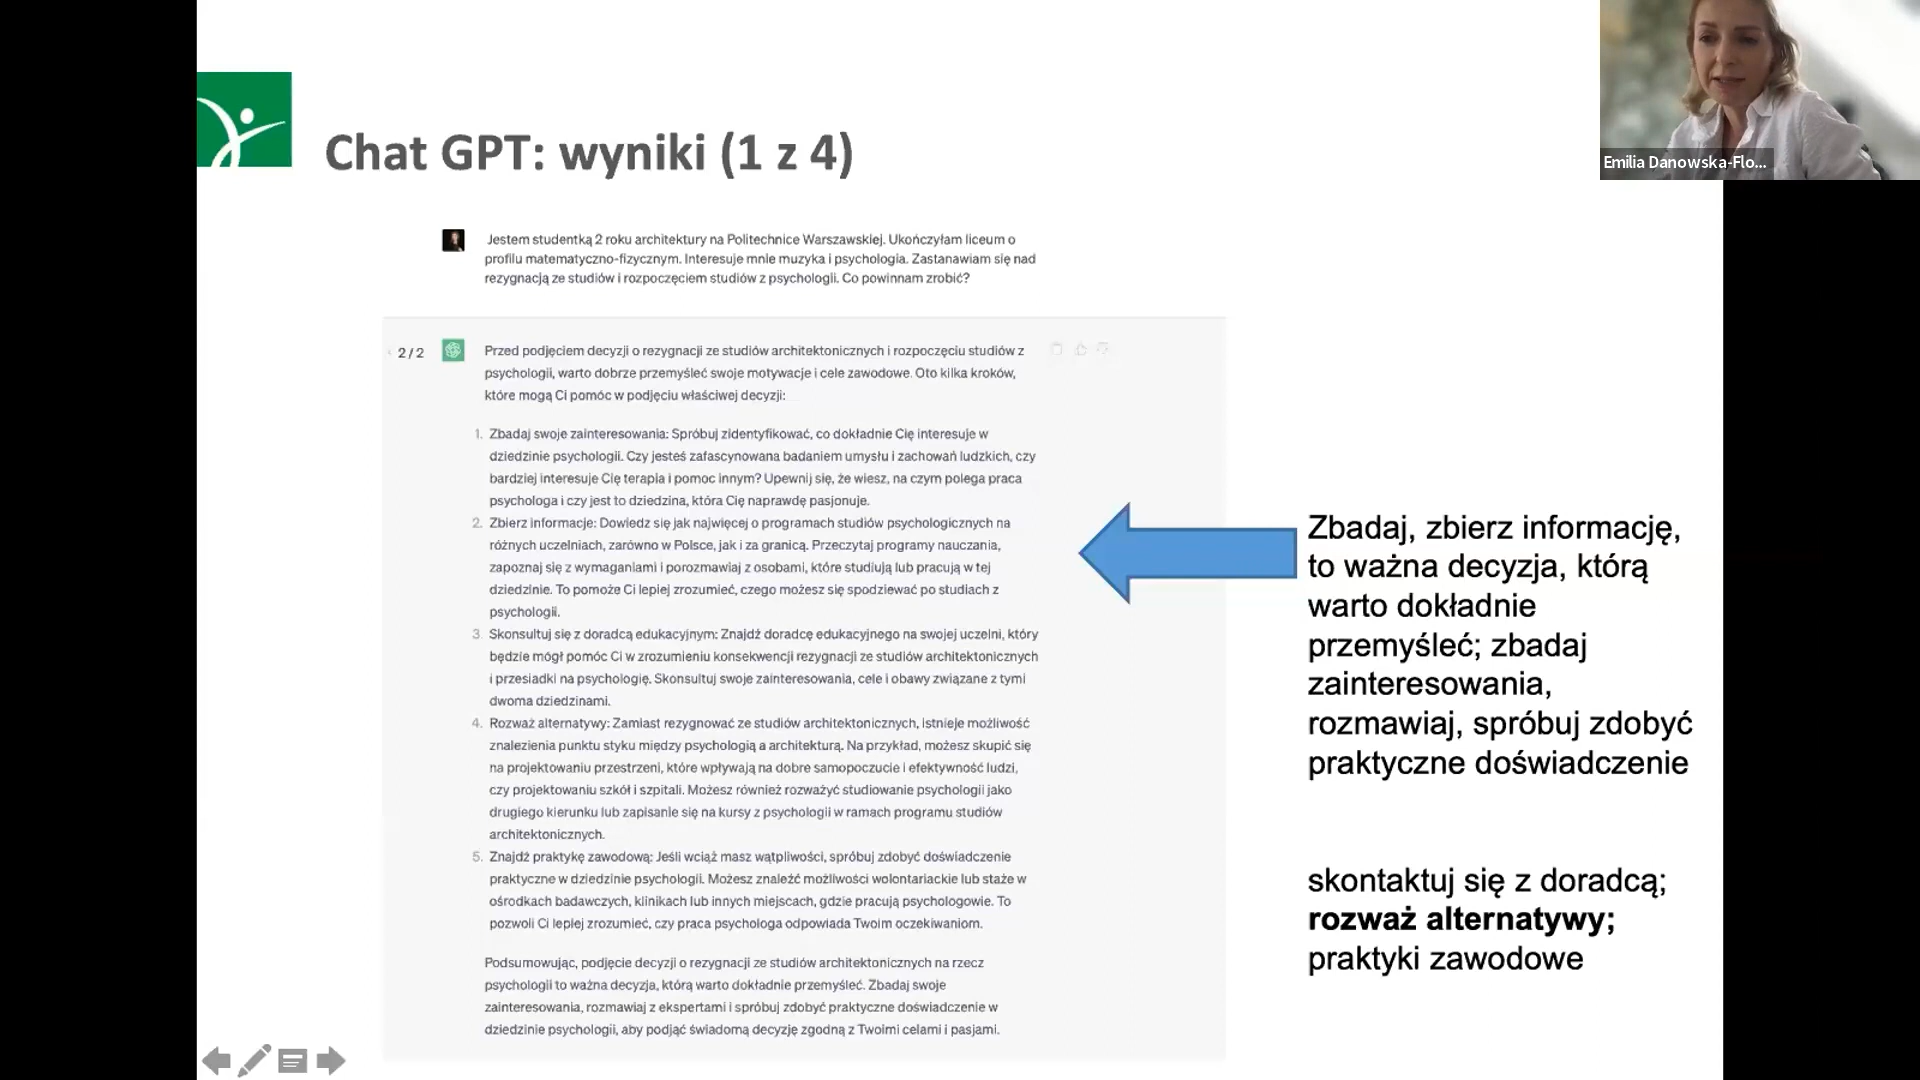 Emilia Danowska-Flo...
Chat GPT: wyniki (1 z 4)
Jestem studentką 2 roku architektury na Politechnice Warszawskiej. Ukończyłam liceum o
profilu matematyczno-fizycznym. Interesuje mnie muzyka i psychologia. Zastanawiam się nad
rezygnacją ze studiów i rozpoczęciem studiów z psychologii. Co powinnam zrobić?
2 / 2
Przed podjęciem decyzji o rezygnacji ze studiów architektonicznych i rozpoczęciu studiów z
psychologii, warto dobrze przemyśleć swoje motywacje i cele zawodowe. Oto kilka kroków,
które mogą Ci pomóc w podjęciu właściwej decyzji:
1. Zbadaj swoje zainteresowania: Spróbuj zidentyfikować, co dokładnie Cię interesuje w
dziedzinie psychologii. Czy jesteś zafascynowana badaniem umysłu i zachowań ludzkich, czy
bardziej interesuje Cię terapia i pomoc innym? Upewnij się, że wiesz, na czym polega praca
psychologa i czy jest to dziedzina, która Cię naprawdę pasjonuje.
2. Zbierz informacje: Dowiedz się jak najwięcej o programach studiów psychologicznych na
różnych uczelniach, zarówno w Polsce, jak i za granicą. Przeczytaj programy nauczania,
zapoznaj się z wymaganiami i porozmawiaj z osobami, które studiują lub pracują w tej
dziedzinie. To pomoże Ci lepiej zrozumieć, czego możesz się spodziewać po studiach z
psychologii.
3. Skonsultuj się z doradcą edukacyjnym: Znajdź doradcę edukacyjnego na swojej uczelni, który
będzie mógł pomóc Ci w zrozumieniu konsekwencji rezygnacji ze studiów architektonicznych
i przesiadki na psychologię. Skonsultuj swoje zainteresowania, cele i obawy związane z tymi
dwoma dziedzinami.
4. Rozważ alternatywy: Zamiast rezygnować ze studiów architektonicznych, istnieje możliwość
znalezienia punktu styku między psychologią a architekturą. Na przykład, możesz skupić się
na projektowaniu przestrzeni, które wpływają na dobre samopoczucie i efektywność ludzi,
czy projektowaniu szkół i szpitali. Możesz również rozważyć studiowanie psychologii jako
drugiego kierunku lub zapisanie się na kursy z psychologii w ramach programu studiów
architektonicznych.
5. Znajdź praktykę zawodową: Jeśli wciąż masz wątpliwości, spróbuj zdobyć doświadczenie
praktyczne w dziedzinie psychologii. Możesz znaleźć możliwości wolontariackie lub staże w
ośrodkach badawczych, klinikach lub innych miejscach, gdzie pracują psychologowie. To
pozwoli Ci lepiej zrozumieć, czy praca psychologa odpowiada Twoim oczekiwaniom.
Podsumowując, podjęcie decyzji o rezygnacji ze studiów architektonicznych na rzecz
psychologii to ważna decyzja, którą warto dokładnie przemyśleć. Zbadaj swoje
zainteresowania, rozmawiaj z ekspertami i spróbuj zdobyć praktyczne doświadczenie w
dziedzinie psychologii, aby podjąć świadomą decyzję zgodną z Twoimi celami i pasjami.
Zbadaj, zbierz informację,
to ważna decyzja, którą
warto dokładnie
przemyśleć; zbadaj
zainteresowania,
rozmawiaj, spróbuj zdobyć
praktyczne doświadczenie
skontaktuj się z doradcą;
rozważ alternatywy;
praktyki zawodowe